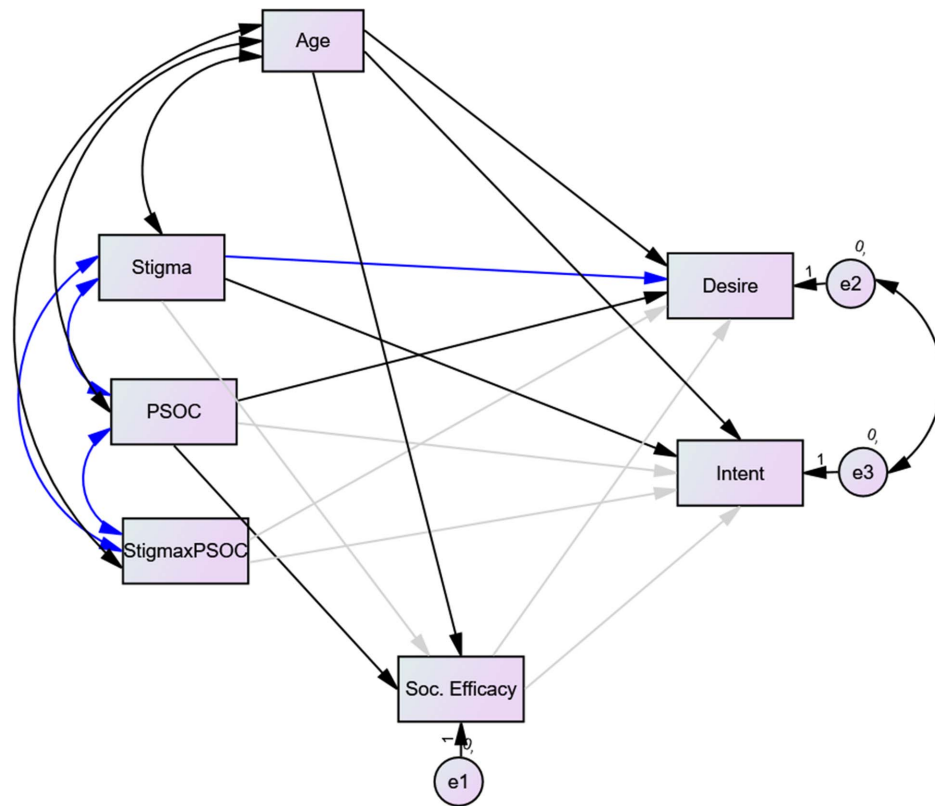 Age
Stigma
Desire
1
0,
e2
PSOC
Intent
1
0,
e3
StigmaxPSOC
Soc. Efficacy
1
0,
e1